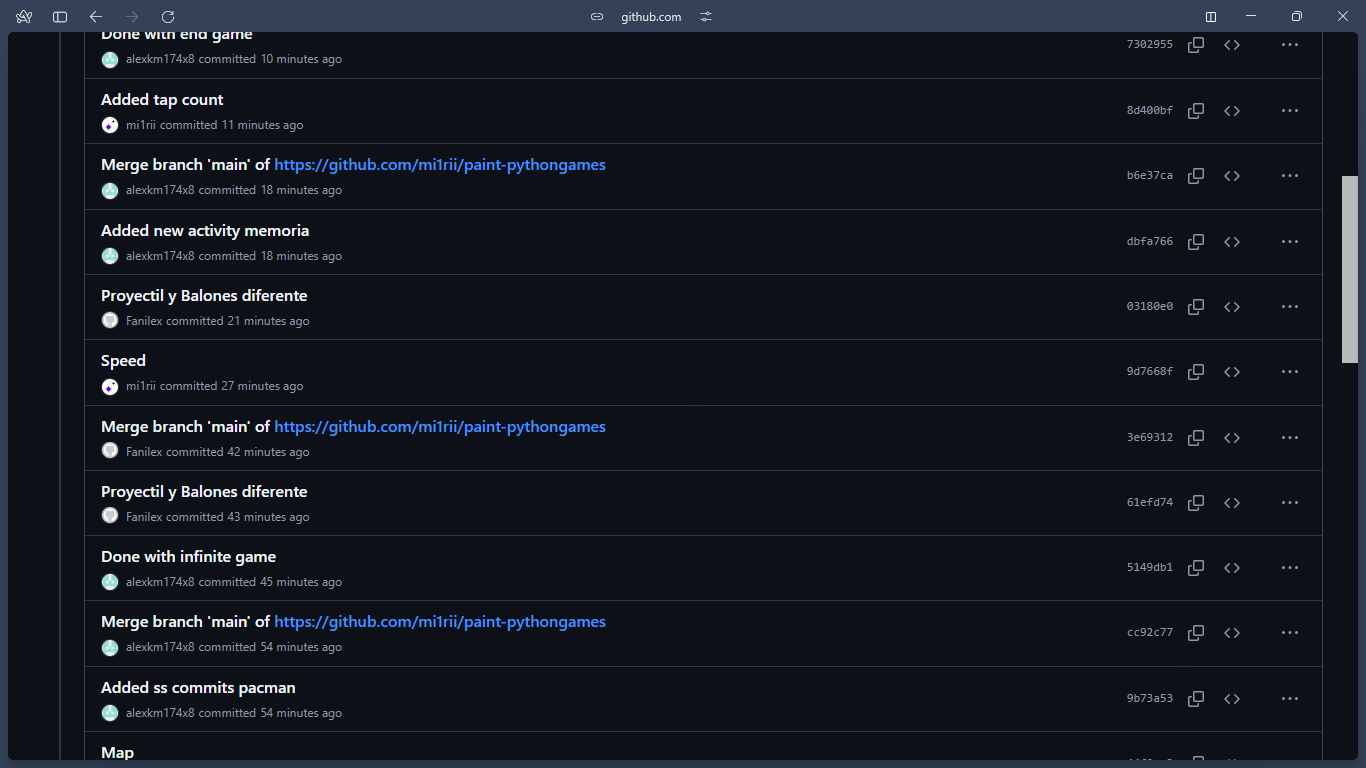 github.com
Done with end game
7302955
alexkm174x8 committed 10 minutes ago
Added tap count
8d400bf
mi1rii committed 11 minutes ago
Merge branch 'main' of https://github.com/mi1rii/paint-pythongames
b6e37ca
alexkm174x8 committed 18 minutes ago
Added new activity memoria
dbfa766
alexkm174x8 committed 18 minutes ago
Proyectil y Balones diferente
03180e0
Fanilex committed 21 minutes ago
Speed
9d7668f
mi1rii committed 27 minutes ago
Merge branch 'main' of https://github.com/mi1rii/paint-pythongames
3e69312
Fanilex committed 42 minutes ago
Proyectil y Balones diferente
61efd74
Fanilex committed 43 minutes ago
Done with infinite game
5149db1
alexkm174x8 committed 45 minutes ago
Merge branch 'main' of https://github.com/mi1rii/paint-pythongames
cc92c77
alexkm174x8 committed 54 minutes ago
Added ss commits pacman
9b73a53
alexkm174x8 committed 54 minutes ago
Map